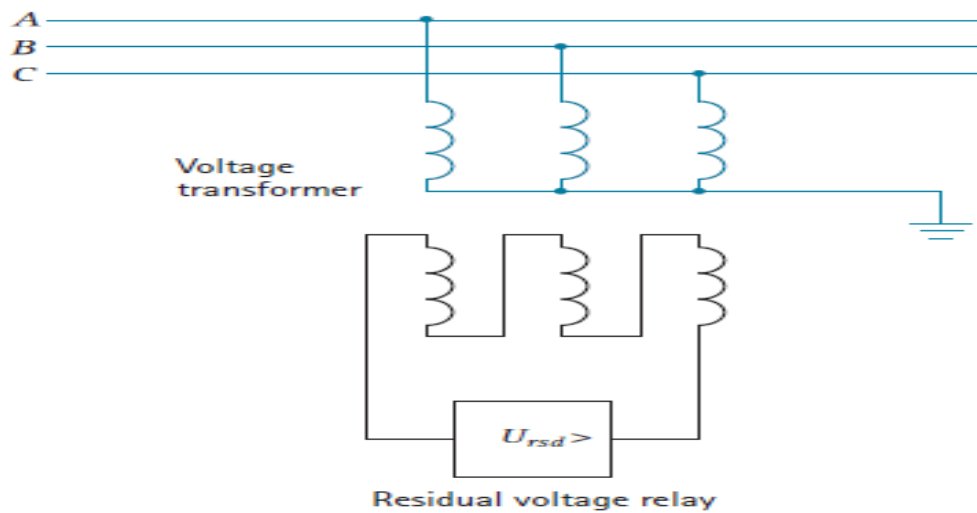 A
B
C
Voltage
transformer
U_rsd >
Residual voltage relay